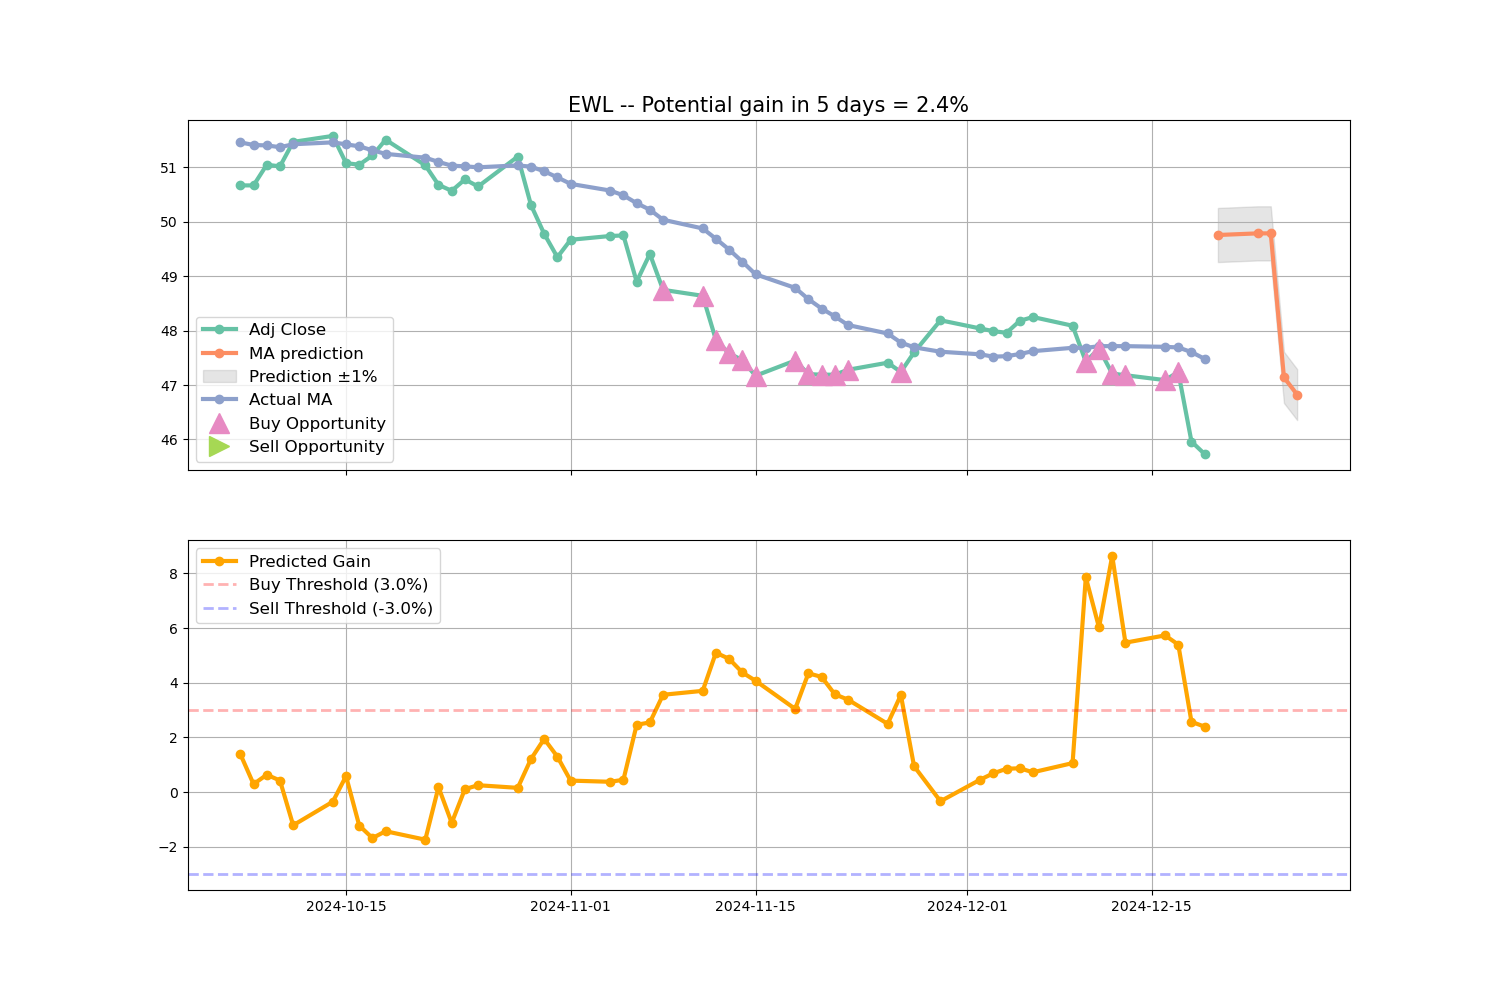 EWL -- Potential gain in 5 days = 2.4%
51
50
49
48
47
46
Adj Close
MA prediction
Prediction ±1%
Actual MA
Buy Opportunity
Sell Opportunity
8
6
4
2
0
−2
Predicted Gain
Buy Threshold (3.0%)
Sell Threshold (-3.0%)
2024-10-15
2024-11-01
2024-11-15
2024-12-01
2024-12-15